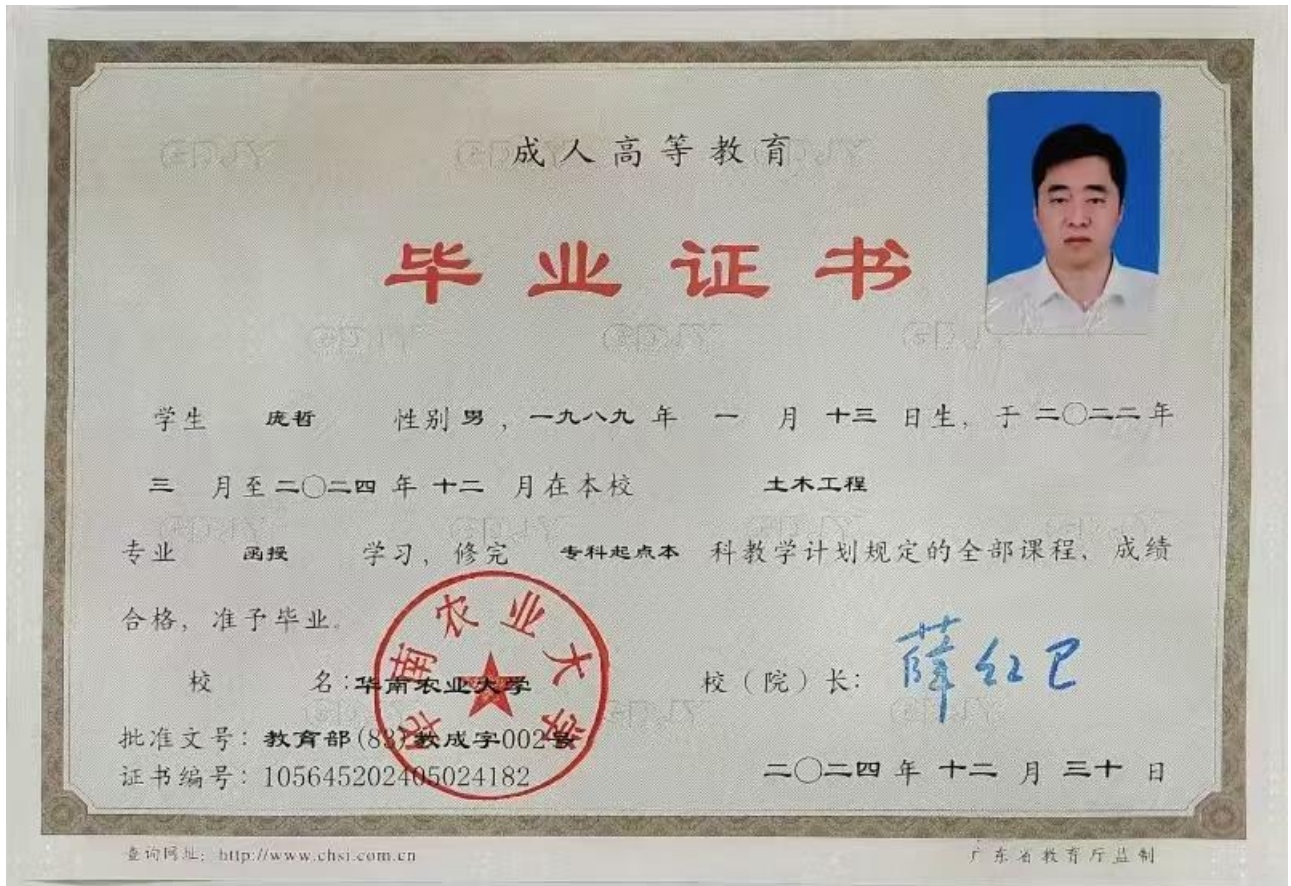 成人高等教育
毕业证书
学生 庞哲 性别 男 ，一九八九 年 一 月 十三 日生，于 二〇二二 年
三 月至 二〇二四 年 十二 月在本校 土木工程
专业 函授 学习，修完 专科起点本 科教学计划规定的全部课程，成绩
合格，准予毕业。
校 名：华南农业大学
校（院）长：薛红卫
华南农业大学
批准文号：教育部(83)教成字002号
证书编号：105645202405024182
二〇二四 年 十二 月 三十 日
查询网址：http://www.chsi.com.cn
广东省教育厅监制